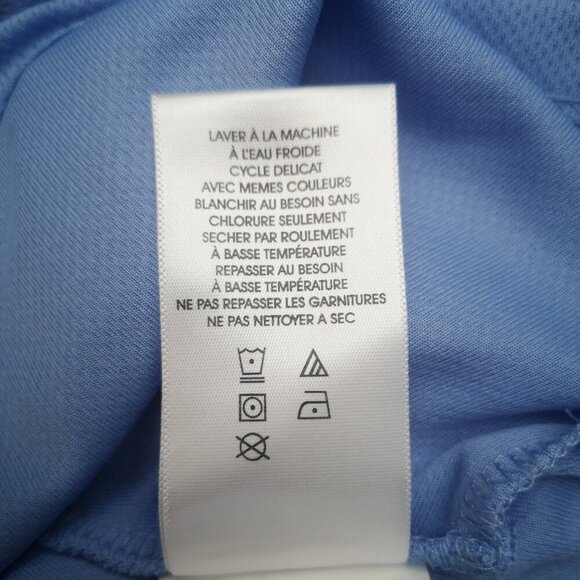 LAVER À LA MACHINE
À L'EAU FROIDE
CYCLE DELICAT
AVEC MEMES COULEURS
BLANCHIR AU BESOIN SANS
CHLORURE SEULEMENT
SECHER PAR ROULEMENT
À BASSE TEMPÉRATURE
REPASSER AU BESOIN
À BASSE TEMPÉRATURE
NE PAS REPASSER LES GARNITURES
NE PAS NETTOYER A SEC